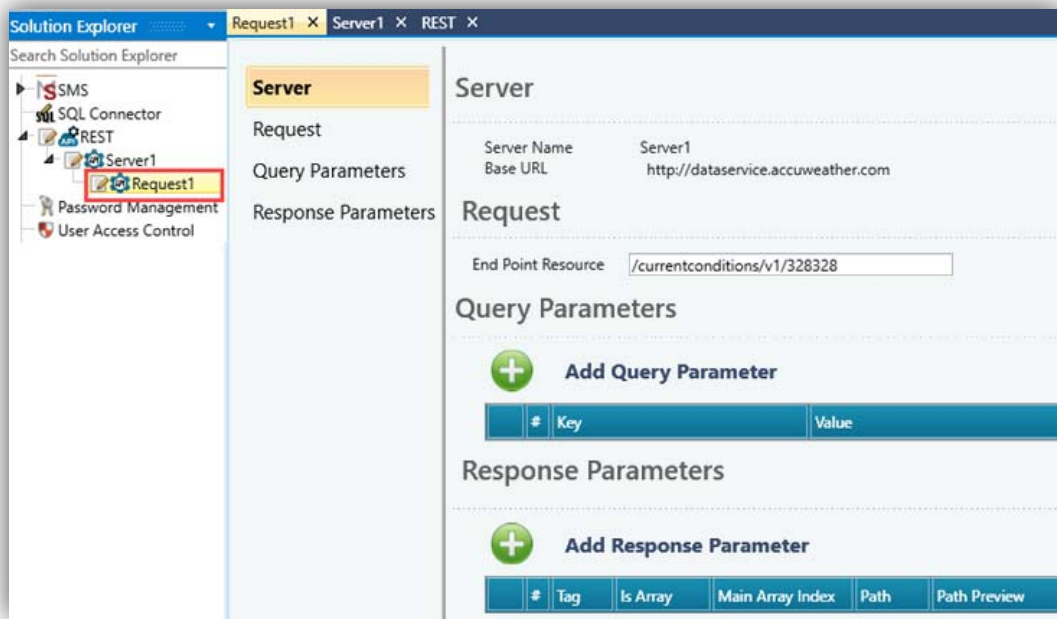 Solution Explorer
Request1 × Server1 × REST ×
Search Solution Explorer
SMS
SQL Connector
REST
Server1
Request1
Password Management
User Access Control
Server
Request
Query Parameters
Response Parameters
Server
Server Name Server1
Base URL http://dataservice.accuweather.com
Request
End Point Resource /currentconditions/v1/328328
Query Parameters
Add Query Parameter
# Key Value
Response Parameters
Add Response Parameter
# Tag Is Array Main Array Index Path Path Preview